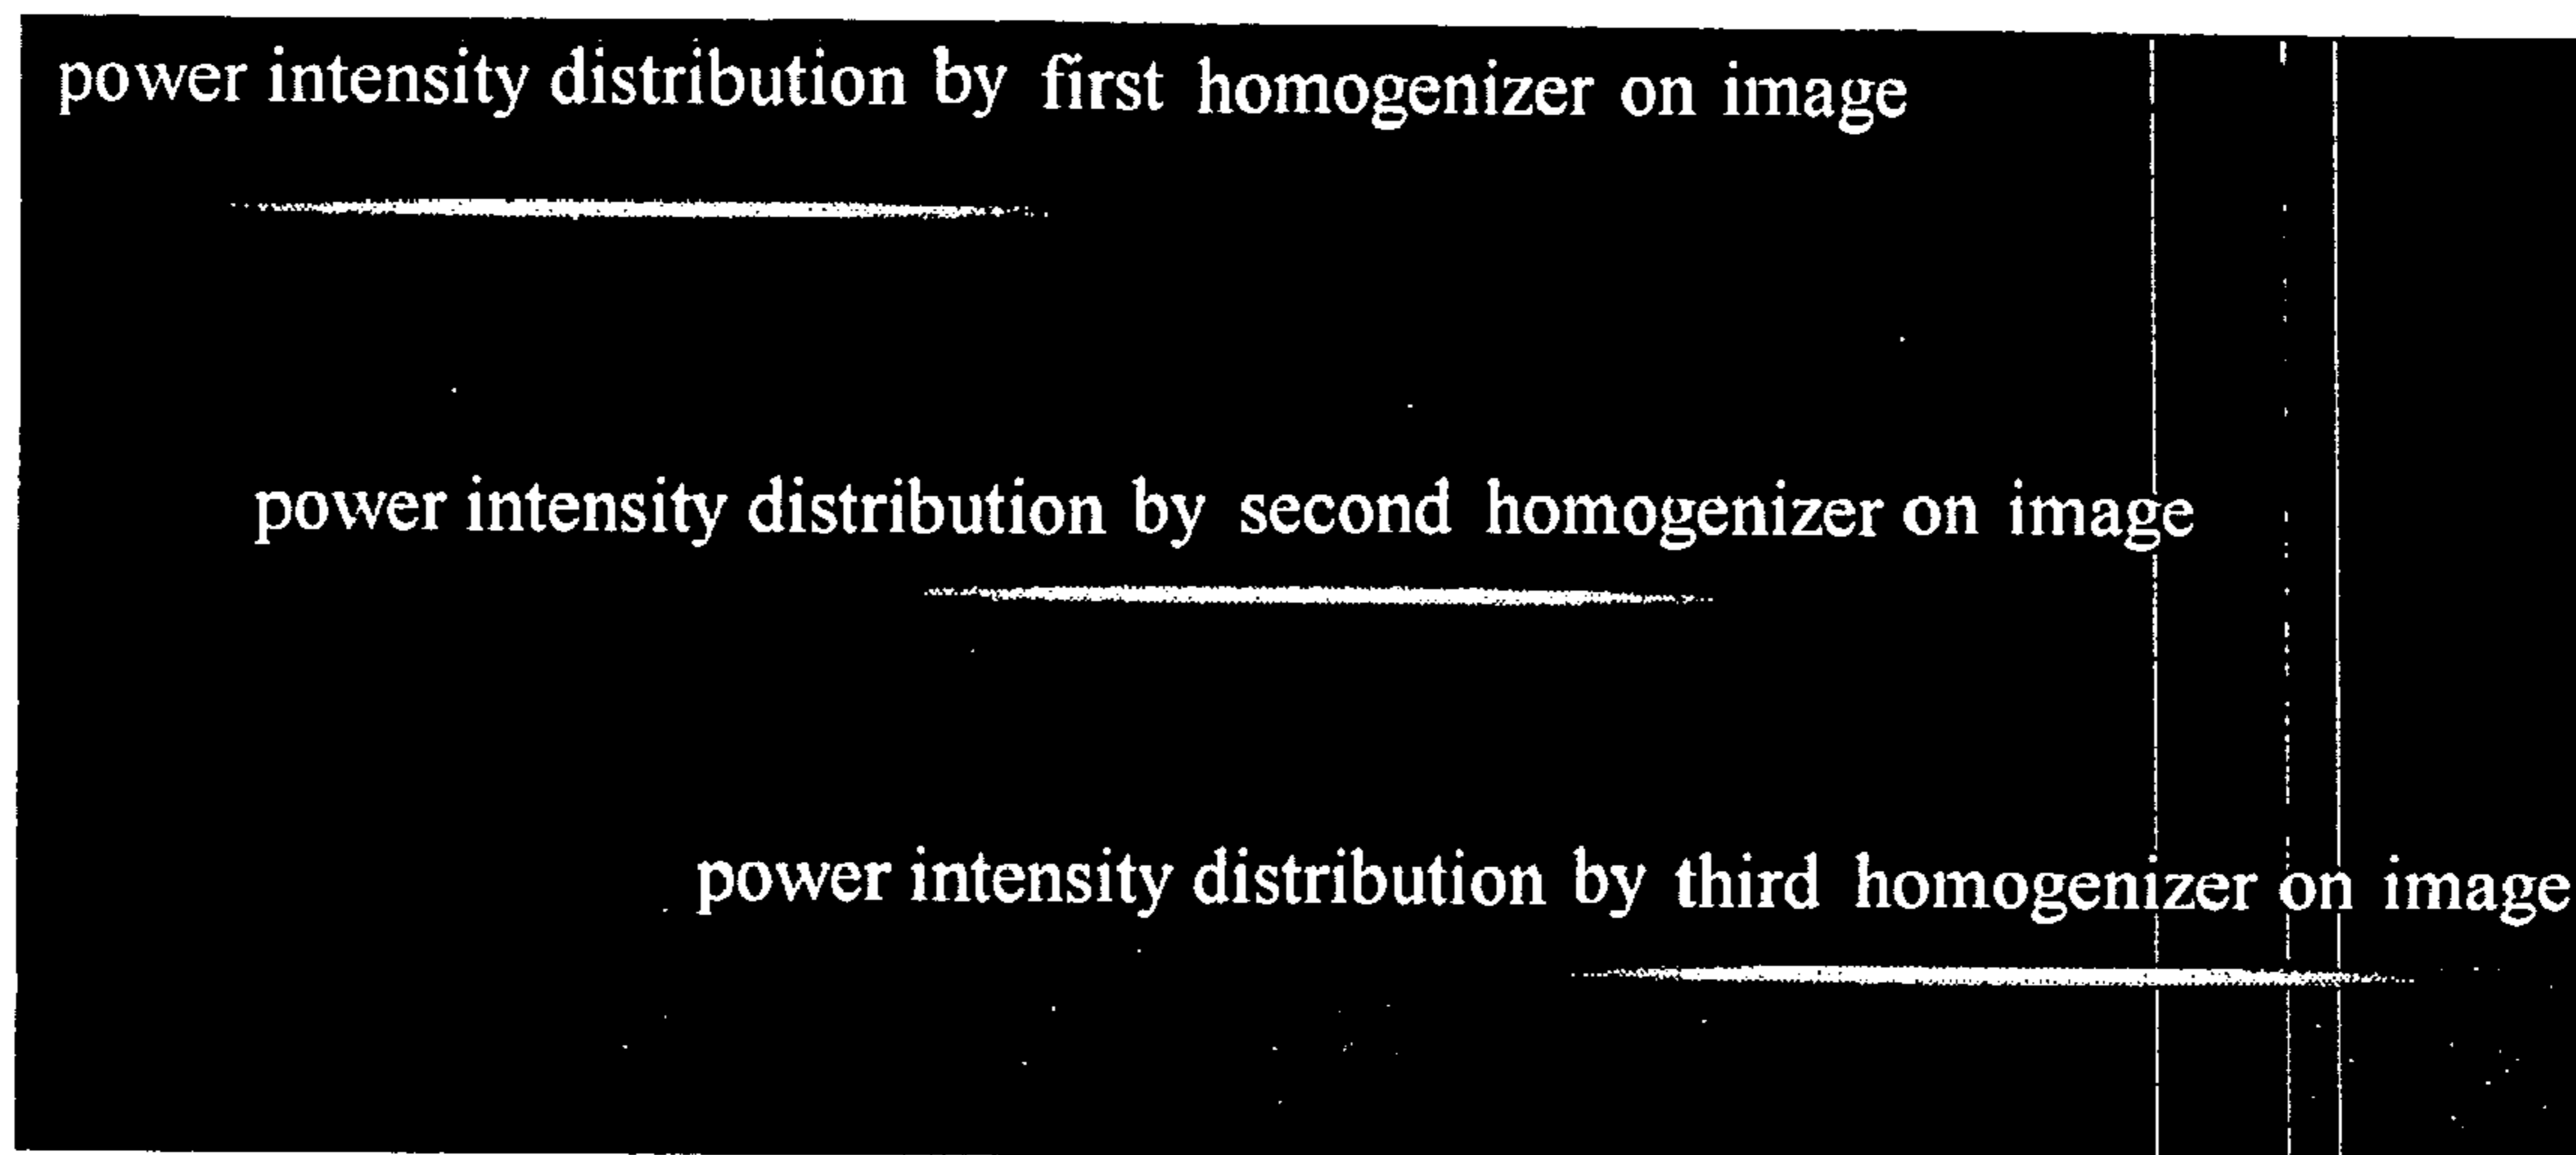 power intensity distribution by first homogenizer on image
power intensity distribution by second homogenizer on image
power intensity distribution by third homogenizer on image